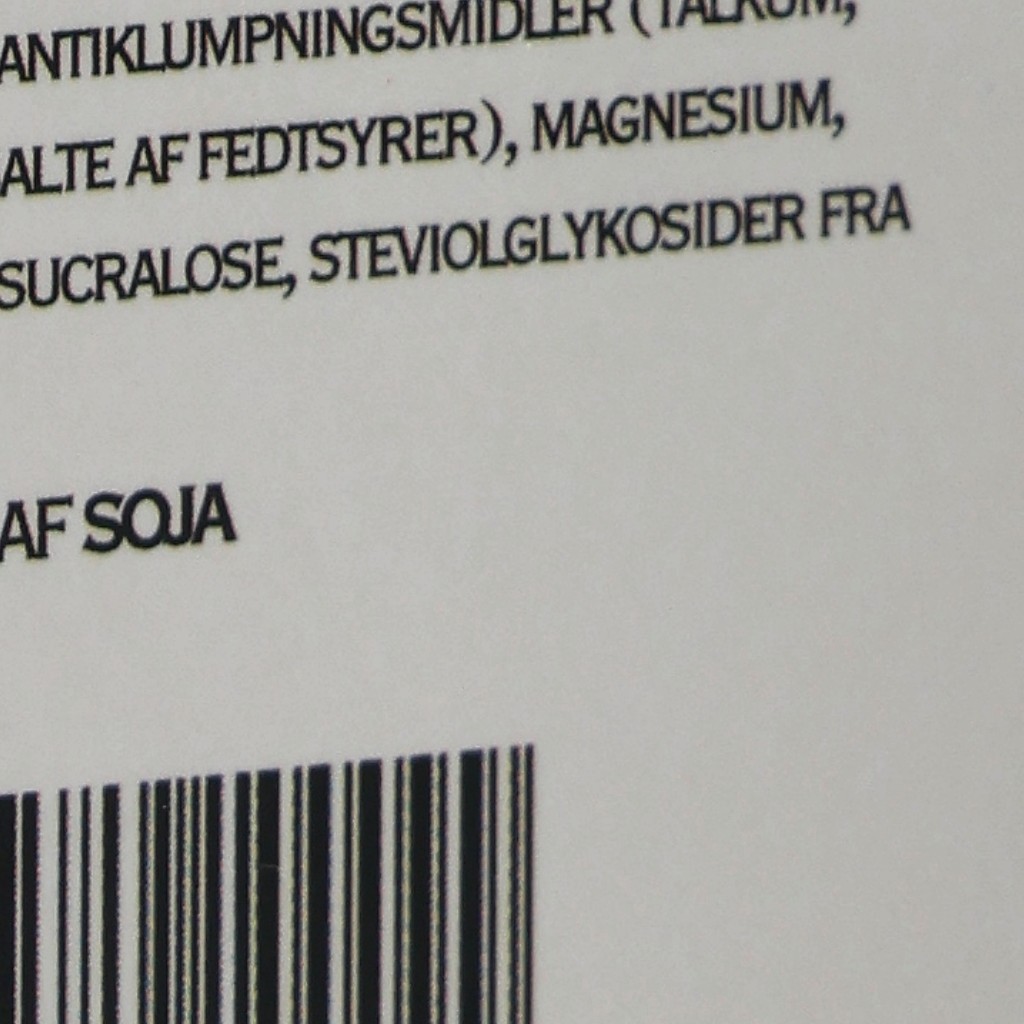 ANTIKLUMPNINGSMIDLER (TALKUM,
ALTE AF FEDTSYRER), MAGNESIUM,
SUCRALOSE, STEVIOLGLYKOSIDER FRA
AF SOJA